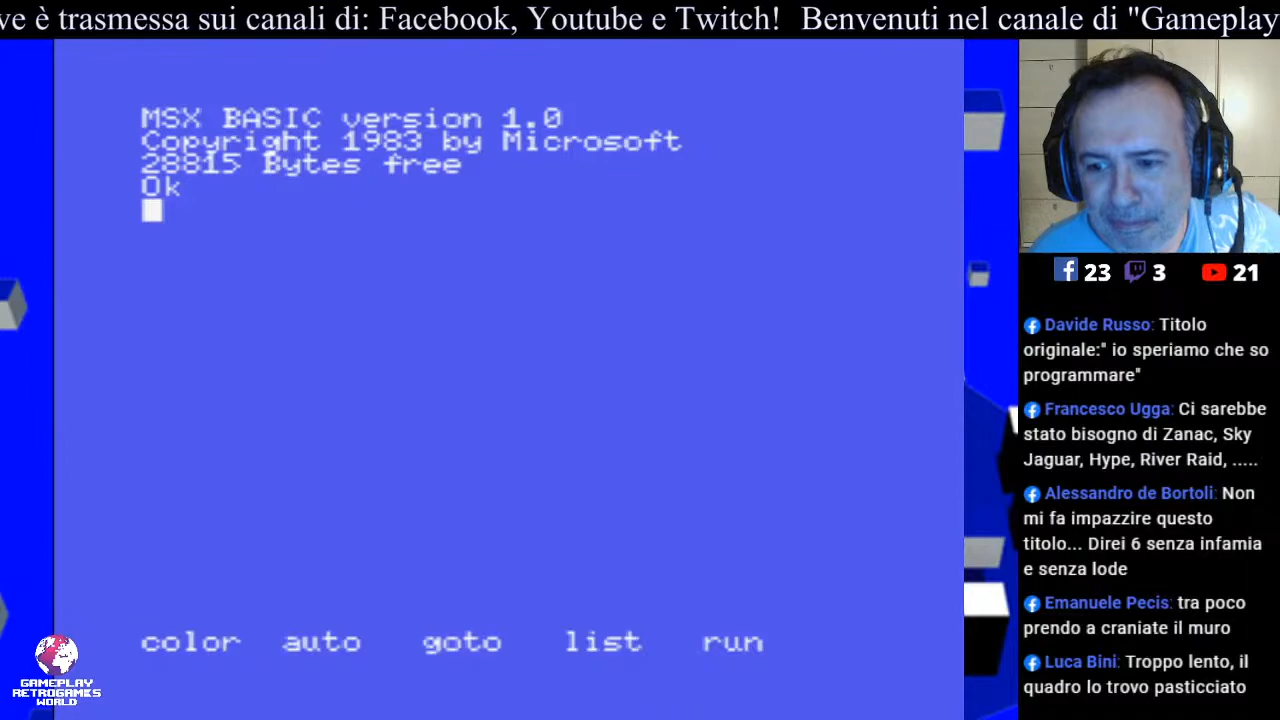 ve è trasmessa sui canali di: Facebook, Youtube e Twitch!  Benvenuti nel canale di "Gameplay
MSX BASIC version 1.0
Copyright 1983 by Microsoft
28815 Bytes free
Ok
color auto goto list run
GAMEPLAY
RETROGAMES
WORLD
23 3 21
Davide Russo: Titolo
originale:" io speriamo che so
programmare"
Francesco Ugga: Ci sarebbe
stato bisogno di Zanac, Sky
Jaguar, Hype, River Raid, .....
Alessandro de Bortoli: Non
mi fa impazzire questo
titolo... Direi 6 senza infamia
e senza lode
Emanuele Pecis: tra poco
prendo a craniate il muro
Luca Bini: Troppo lento, il
quadro lo trovo pasticciato